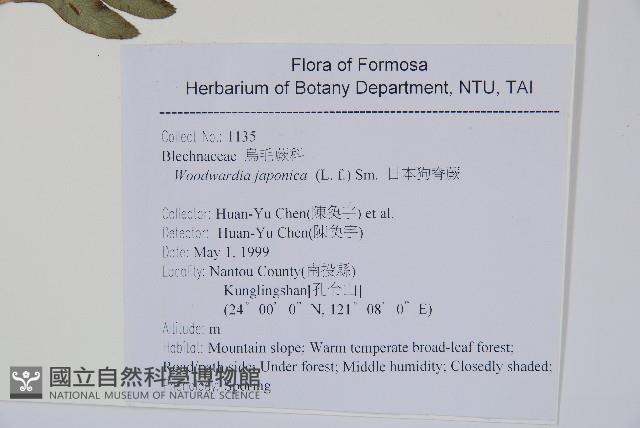 Flora of Formosa
Herbarium of Botany Department, NTU, TAI
Collect No.: 1135
Blechnaceae 烏毛蕨科
Woodwardia japonica (L. f.) Sm. 日本狗脊蕨
Collector: Huan-Yu Chen(陳奐宇) et al.
Detector: Huan-Yu Chen(陳奐宇)
Date: May 1, 1999
Locality: Nantou County(南投縣)
Kunglingshan[孔令山]
(24° 00' 0" N, 121° 08' 0" E)
Altitude: m
Habitat: Mountain slope; Warm temperate broad-leaf forest;
Road/path side; Under forest; Middle humidity; Closedly shaded;
Sporing
國立自然科學博物館
NATIONAL MUSEUM OF NATURAL SCIENCE